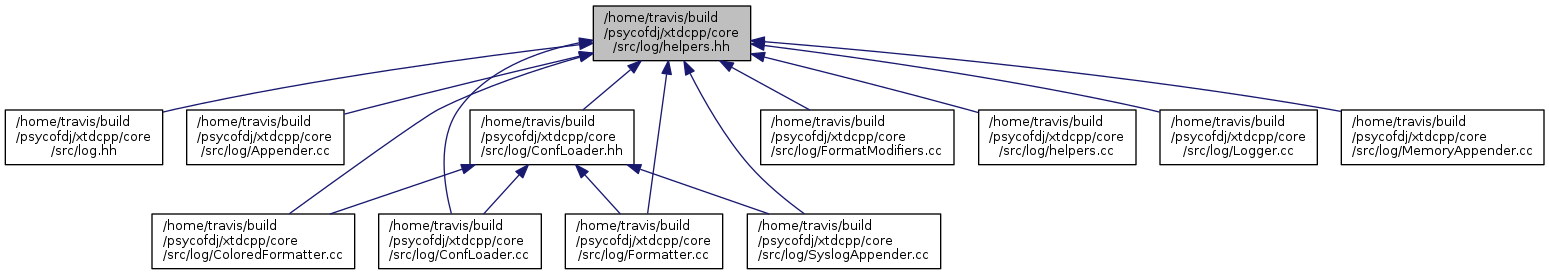 /home/travis/build
/psycofdj/xtdcpp/core
/src/log/helpers.hh
/home/travis/build
/psycofdj/xtdcpp/core
/src/log.hh
/home/travis/build
/psycofdj/xtdcpp/core
/src/log/Appender.cc
/home/travis/build
/psycofdj/xtdcpp/core
/src/log/ConfLoader.hh
/home/travis/build
/psycofdj/xtdcpp/core
/src/log/FormatModifiers.cc
/home/travis/build
/psycofdj/xtdcpp/core
/src/log/helpers.cc
/home/travis/build
/psycofdj/xtdcpp/core
/src/log/Logger.cc
/home/travis/build
/psycofdj/xtdcpp/core
/src/log/MemoryAppender.cc
/home/travis/build
/psycofdj/xtdcpp/core
/src/log/ColoredFormatter.cc
/home/travis/build
/psycofdj/xtdcpp/core
/src/log/ConfLoader.cc
/home/travis/build
/psycofdj/xtdcpp/core
/src/log/Formatter.cc
/home/travis/build
/psycofdj/xtdcpp/core
/src/log/SyslogAppender.cc